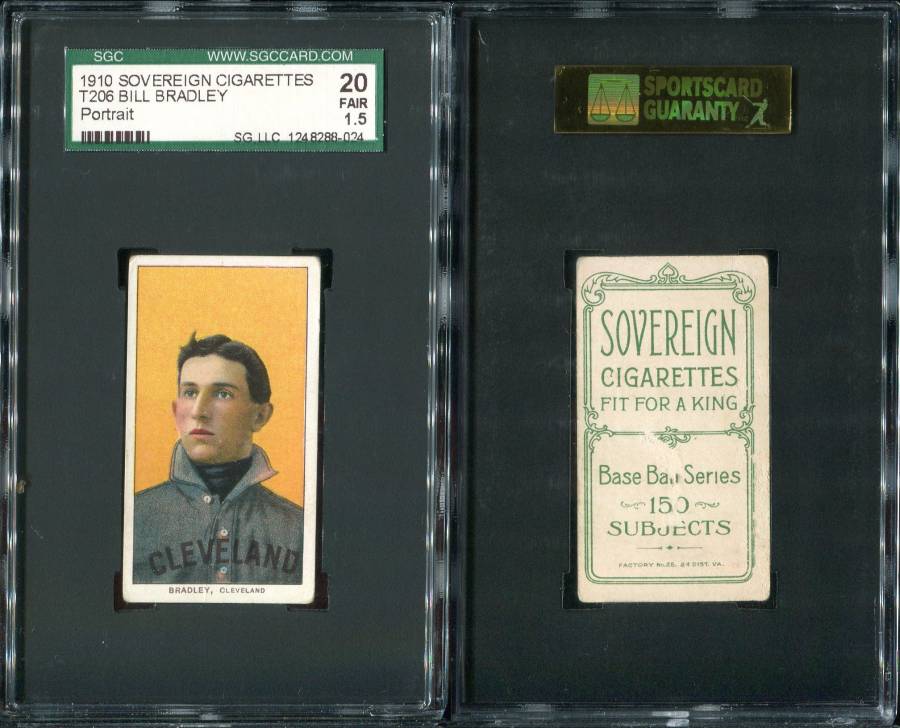 SGC WWW.SGCCARD.COM
1910 SOVEREIGN CIGARETTES
T206 BILL BRADLEY
Portrait
20
FAIR
1.5
SG,LLC 1248288-024
CLEVELAND
BRADLEY, CLEVELAND
SPORTSCARD
GUARANTY
SOVEREIGN
CIGARETTES
FIT FOR A KING
Base Ball Series
150
SUBJECTS
FACTORY No. 25, 2d DIST. VA.